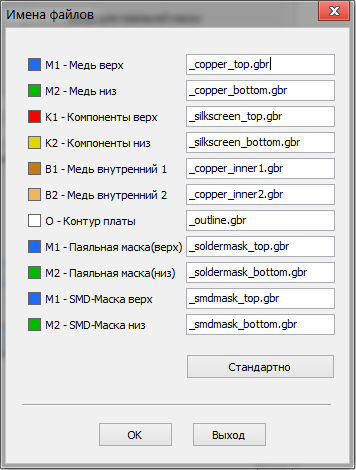 Имена файлов
M1 - Медь верх _copper_top.gbr
M2 - Медь низ _copper_bottom.gbr
K1 - Компоненты верх _silkscreen_top.gbr
K2 - Компоненты низ _silkscreen_bottom.gbr
B1 - Медь внутренний 1 _copper_inner1.gbr
B2 - Медь внутренний 2 _copper_inner2.gbr
O - Контур платы _outline.gbr
M1 - Паяльная маска(верх) _soldermask_top.gbr
M2 - Паяльная маска(низ) _soldermask_bottom.gbr
M1 - SMD-Маска верх _smdmask_top.gbr
M2 - SMD-Маска низ _smdmask_bottom.gbr
Стандартно
OK Выход